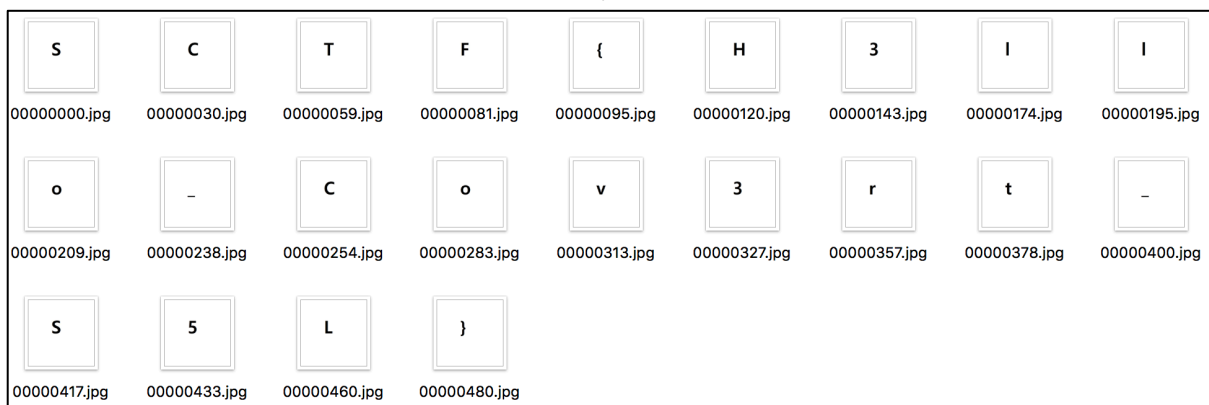 S C T F { H 3 l l
00000000.jpg 00000030.jpg 00000059.jpg 00000081.jpg 00000095.jpg 00000120.jpg 00000143.jpg 00000174.jpg 00000195.jpg
o _ C o v 3 r t _
00000209.jpg 00000238.jpg 00000254.jpg 00000283.jpg 00000313.jpg 00000327.jpg 00000357.jpg 00000378.jpg 00000400.jpg
S 5 L }
00000417.jpg 00000433.jpg 00000460.jpg 00000480.jpg